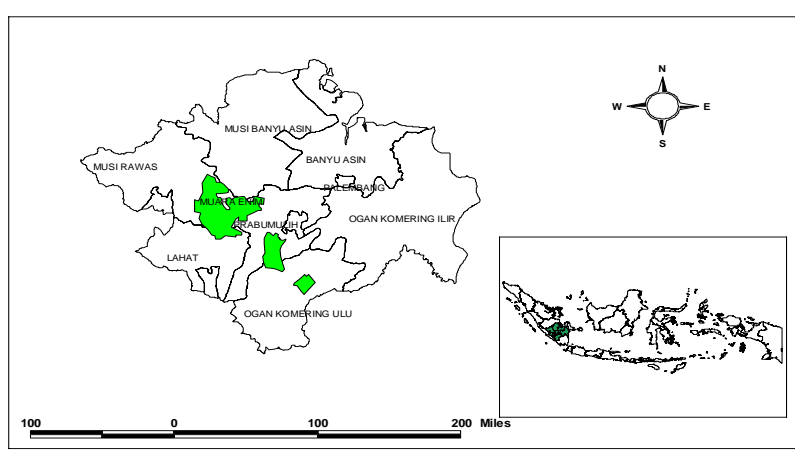 N
W E
S
MUSI BANYU ASIN
BANYU ASIN
MUSI RAWAS
PALEMBANG
MUARA ENIM
OGAN KOMERING ILIR
PRABUMULIH
LAHAT
OGAN KOMERING ULU
100 0 100 200 Miles